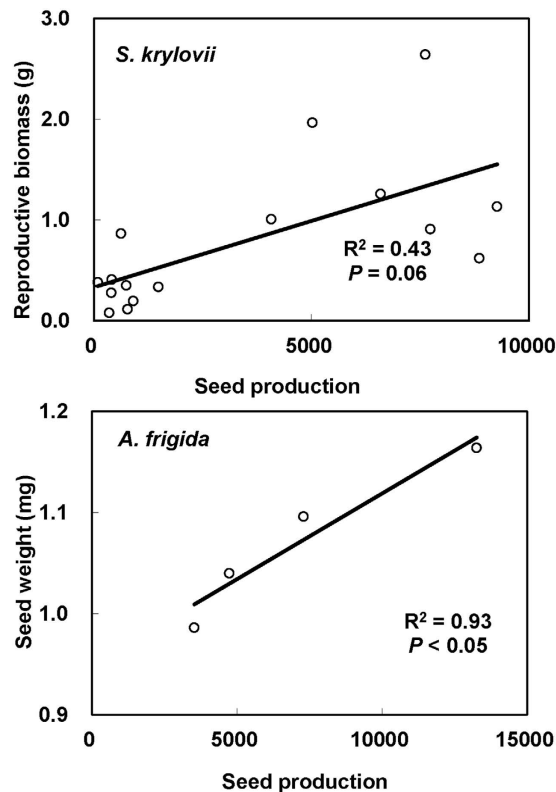 S. krylovii
Reproductive biomass (g)
3.0
2.0
1.0
0.0
R² = 0.43
P = 0.06
0 5000 10000
Seed production
A. frigida
Seed weight (mg)
1.2
1.1
1.0
0.9
R² = 0.93
P < 0.05
0 5000 10000 15000
Seed production